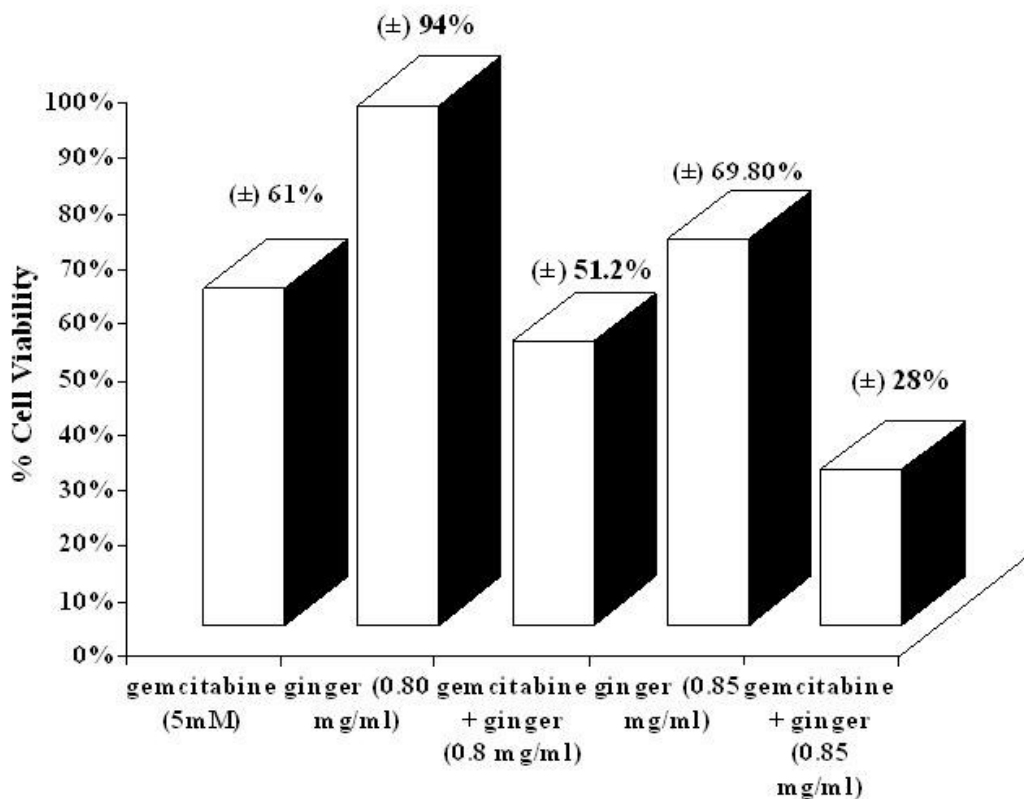 (±) 94%
(±) 61%
(±) 69.80%
(±) 51.2%
(±) 28%
100%
90%
80%
70%
60%
50%
40%
30%
20%
10%
0%
% Cell Viability
gemcitabine
(5mM)
ginger (0.80
mg/ml)
gemcitabine
+ ginger
(0.8 mg/ml)
ginger (0.85
mg/ml)
gemcitabine
+ ginger
(0.85
mg/ml)